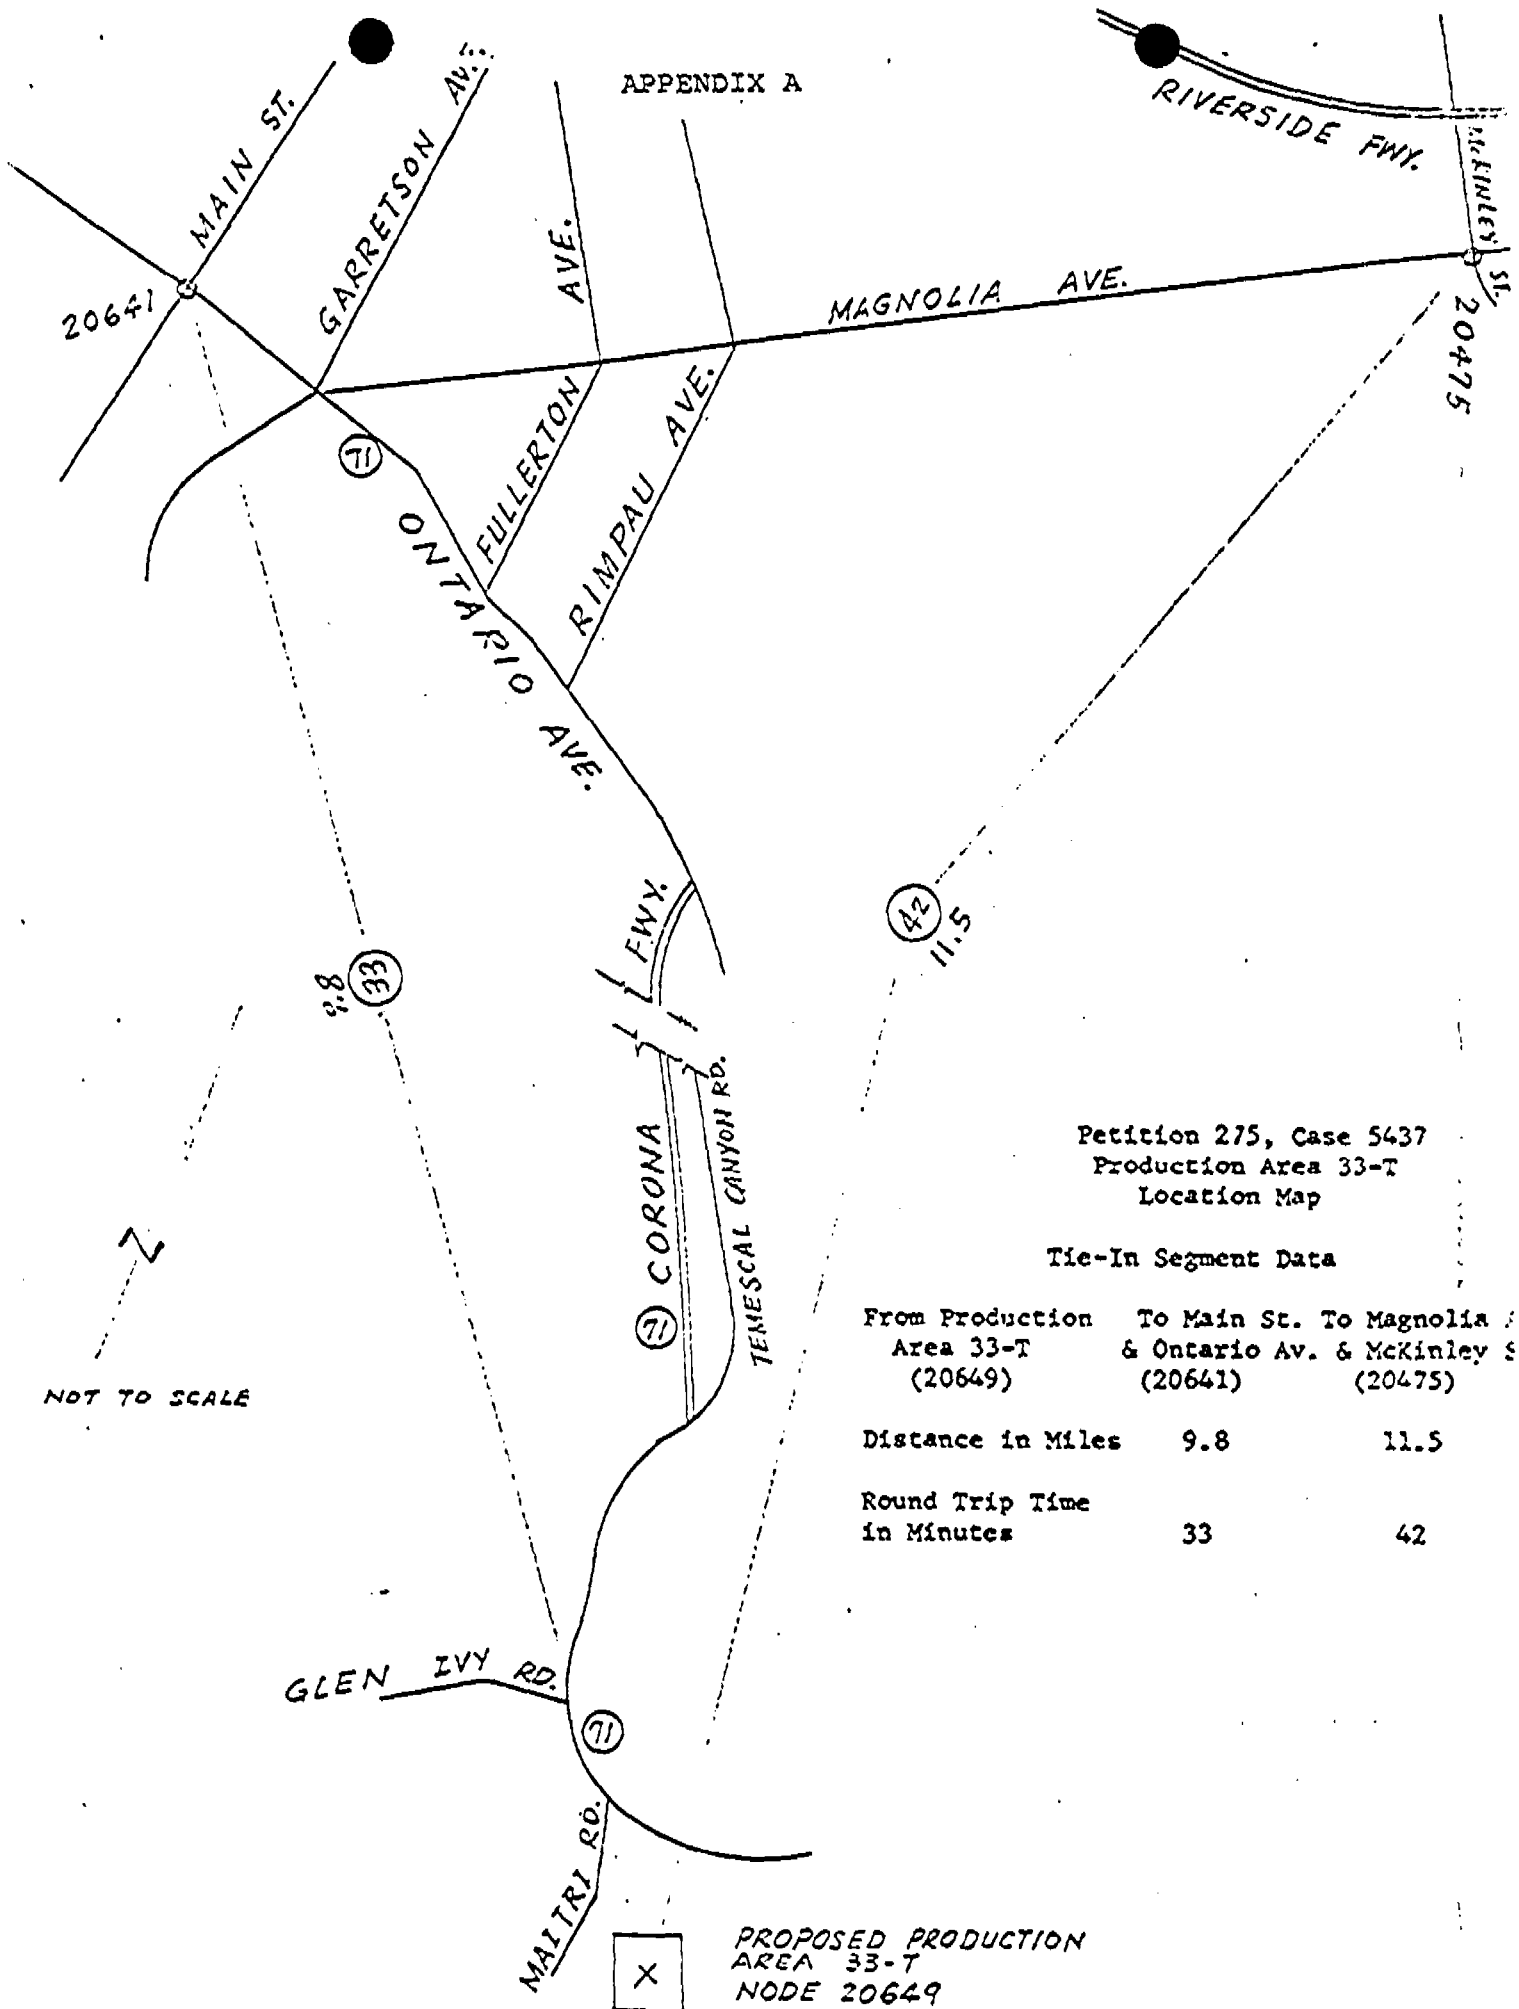 APPENDIX A
MAIN ST.
GARRETSON AV.
RIVERSIDE FWY.
McKINLEY ST.
20641
AVE.
MAGNOLIA AVE.
20475
71
FULLERTON
RIMPAU AVE.
ONTARIO AVE.
42
11.5
FWY.
33
9.8
CORONA
TEMESCAL CANYON RD.
71
N
NOT TO SCALE
Petition 275, Case 5437
Production Area 33-T
Location Map
Tie-In Segment Data
From Production To Main St. To Magnolia
Area 33-T & Ontario Av. & McKinley
(20649) (20641) (20475)
Distance in Miles 9.8 11.5
Round Trip Time
in Minutes 33 42
GLEN IVY RD.
71
MAITRI RD.
X
PROPOSED PRODUCTION
AREA 33-T
NODE 20649